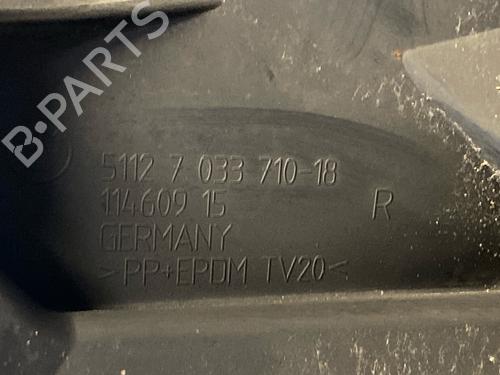 B-PARTS
5112 7 033 710-18
114609 15
R
GERMANY
>PP+EPDM TV20<